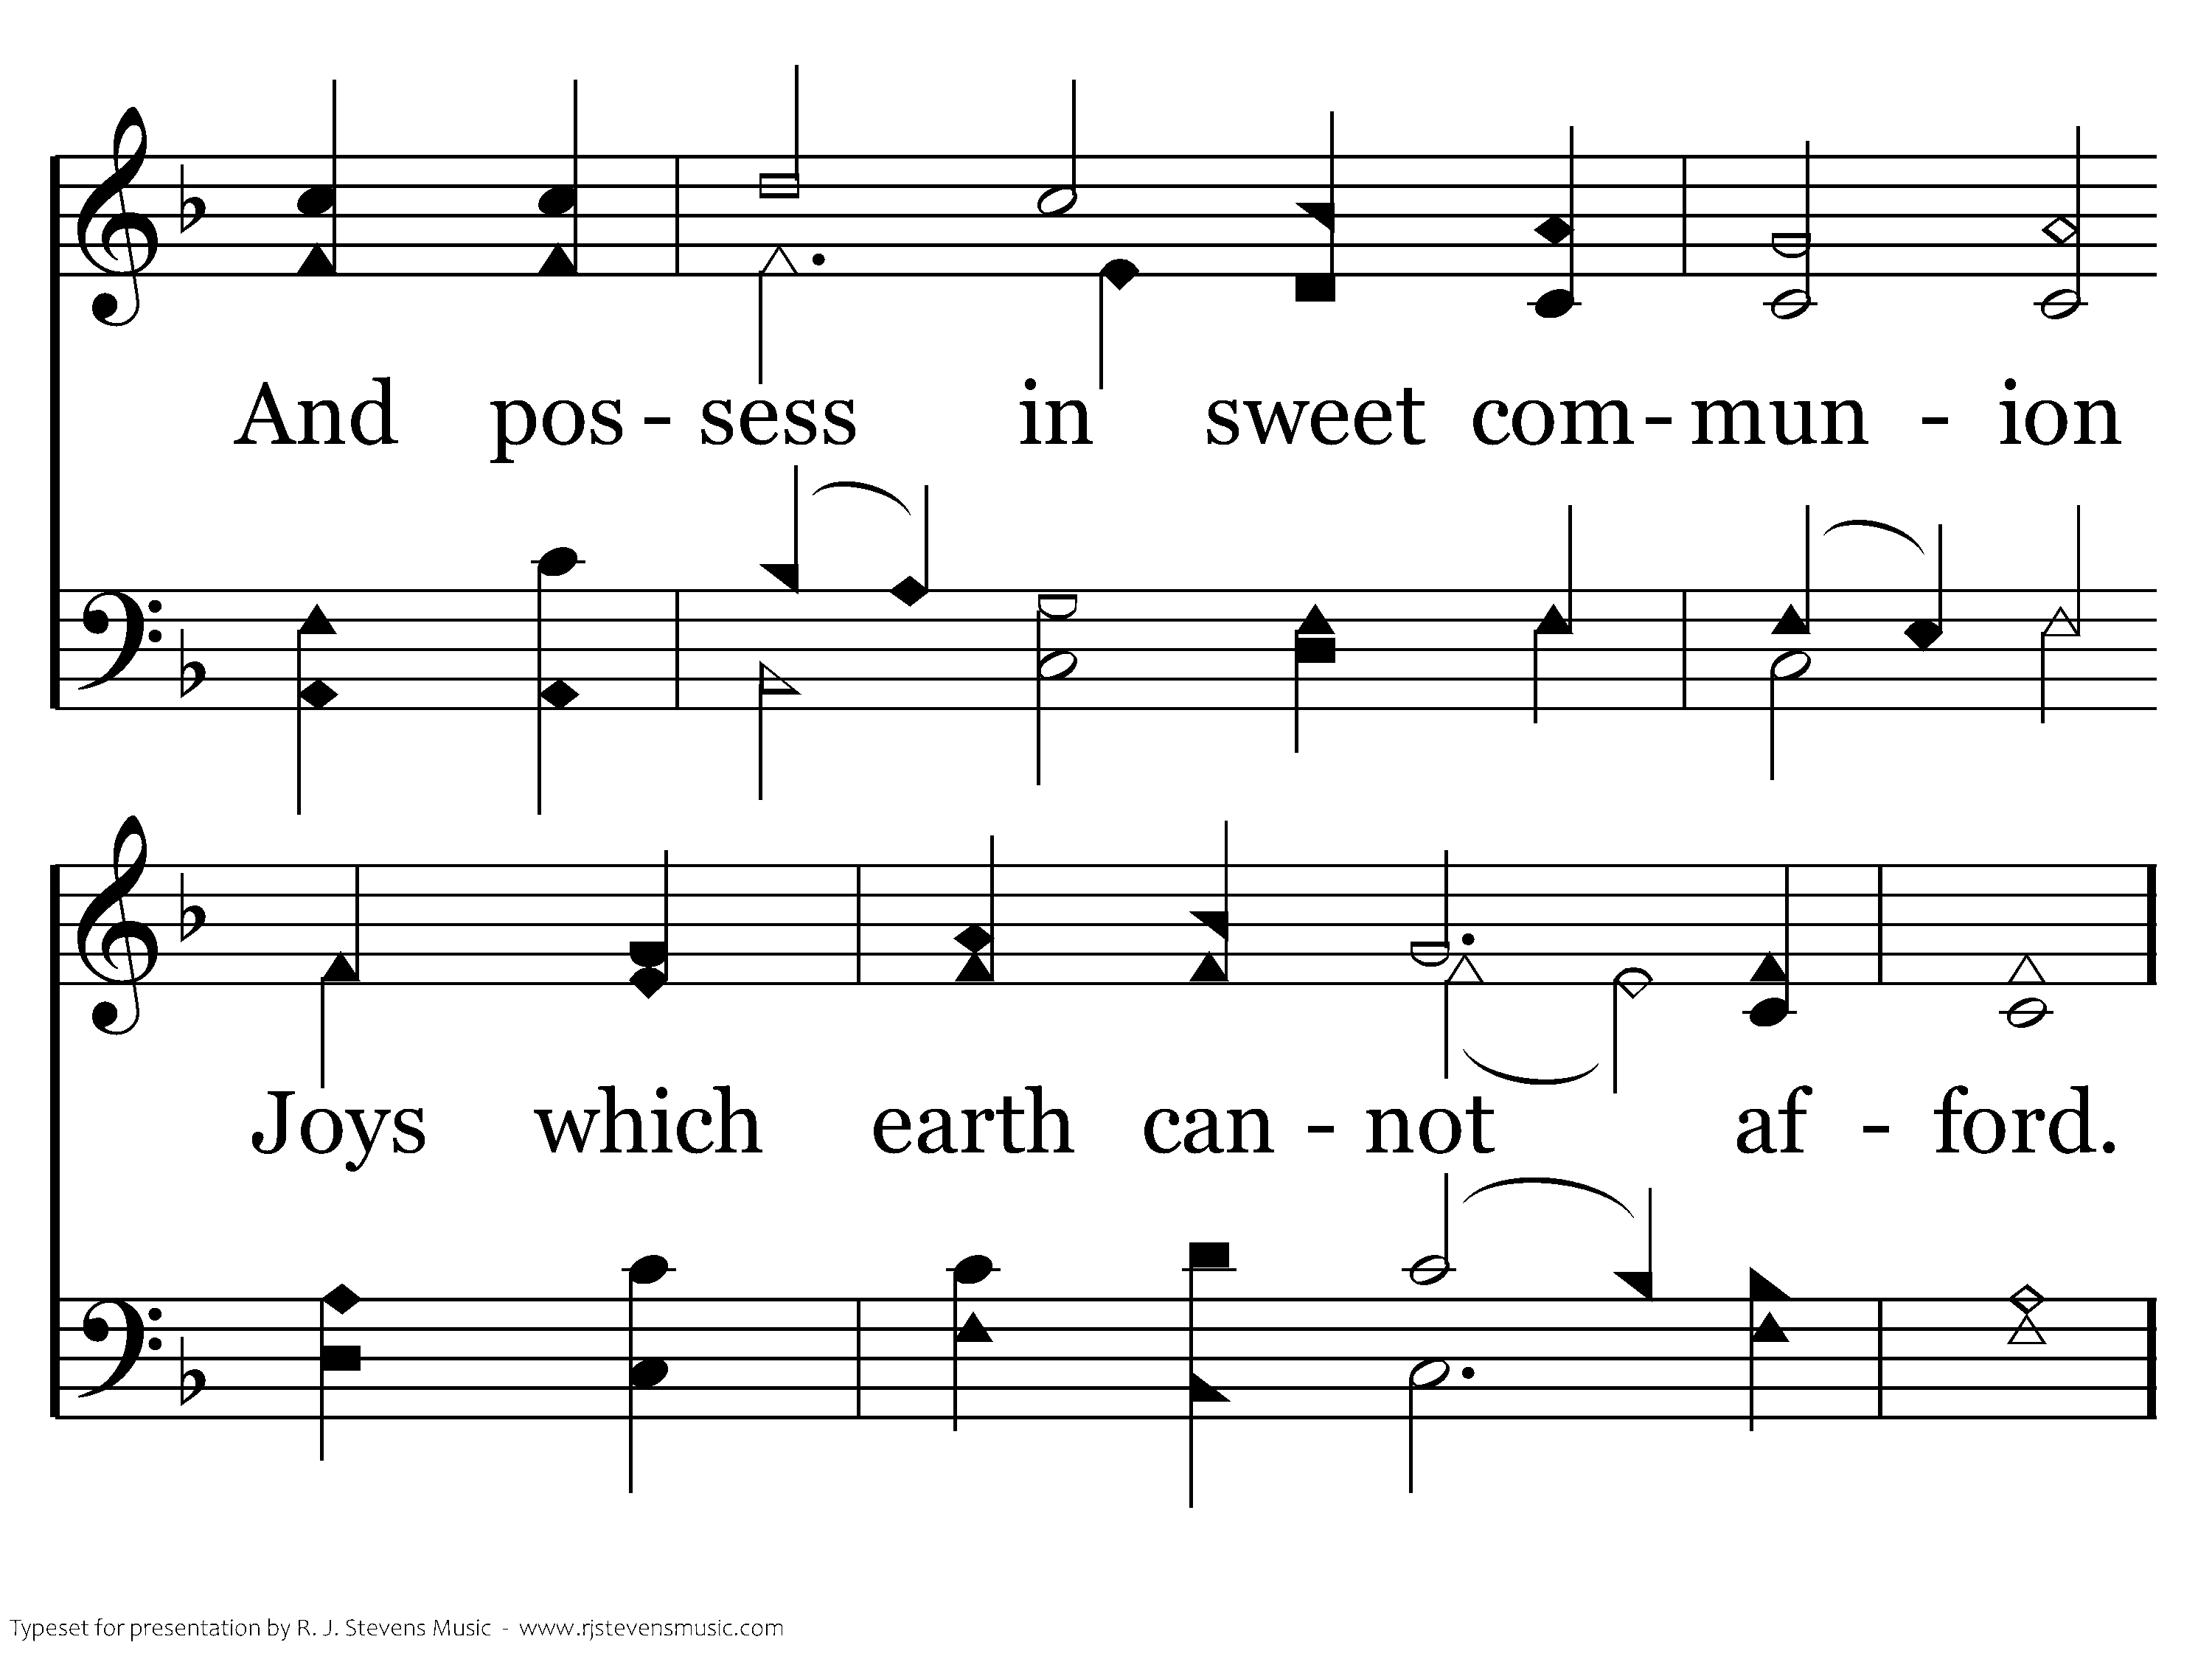 And pos - sess in sweet com - mun - ion
Joys which earth can - not af - ford.
Typeset for presentation by R. J. Stevens Music - www.rjstevensmusic.com